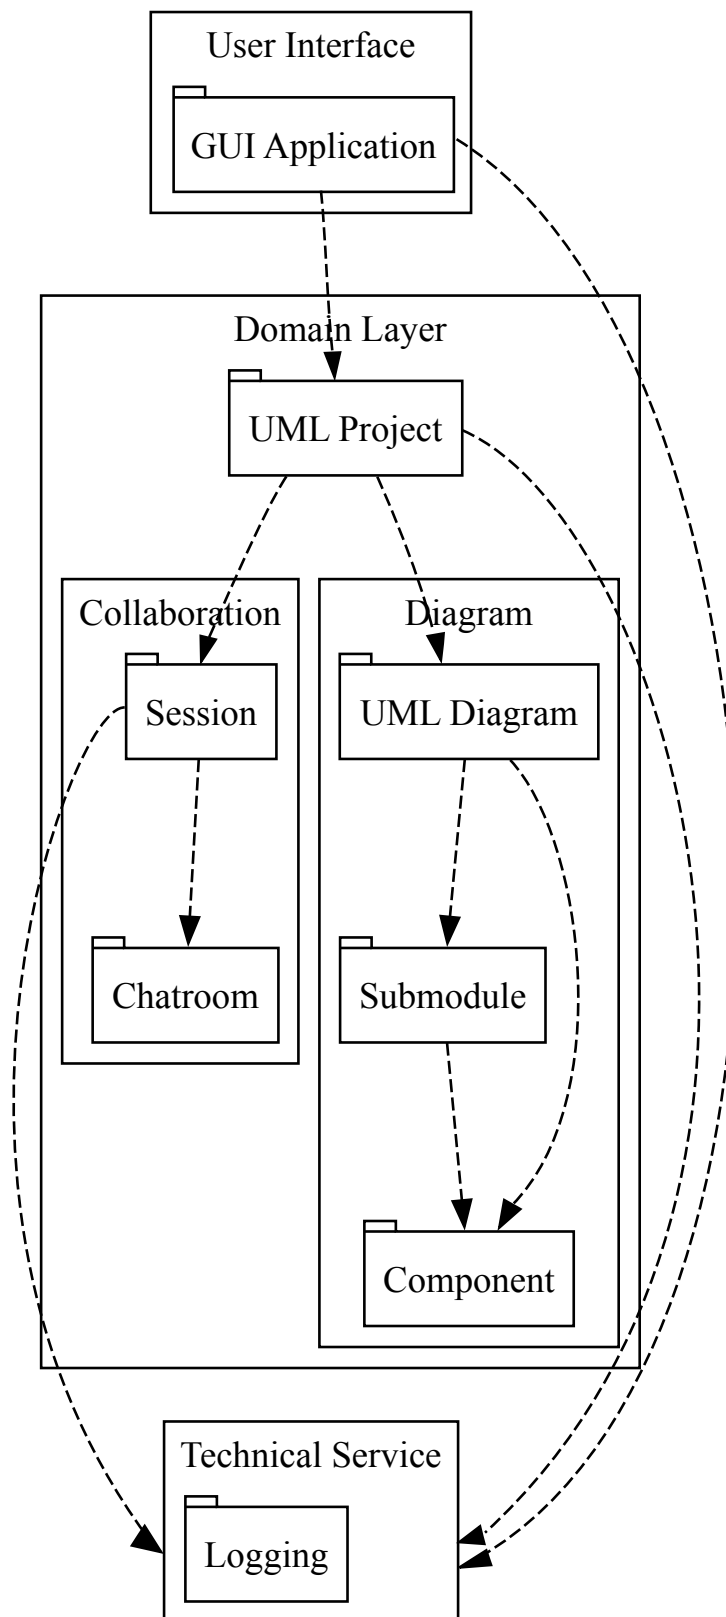 User Interface
GUI Application
Domain Layer
UML Project
Collaboration
Diagram
Session
UML Diagram
Chatroom
Submodule
Component
Technical Service
Logging